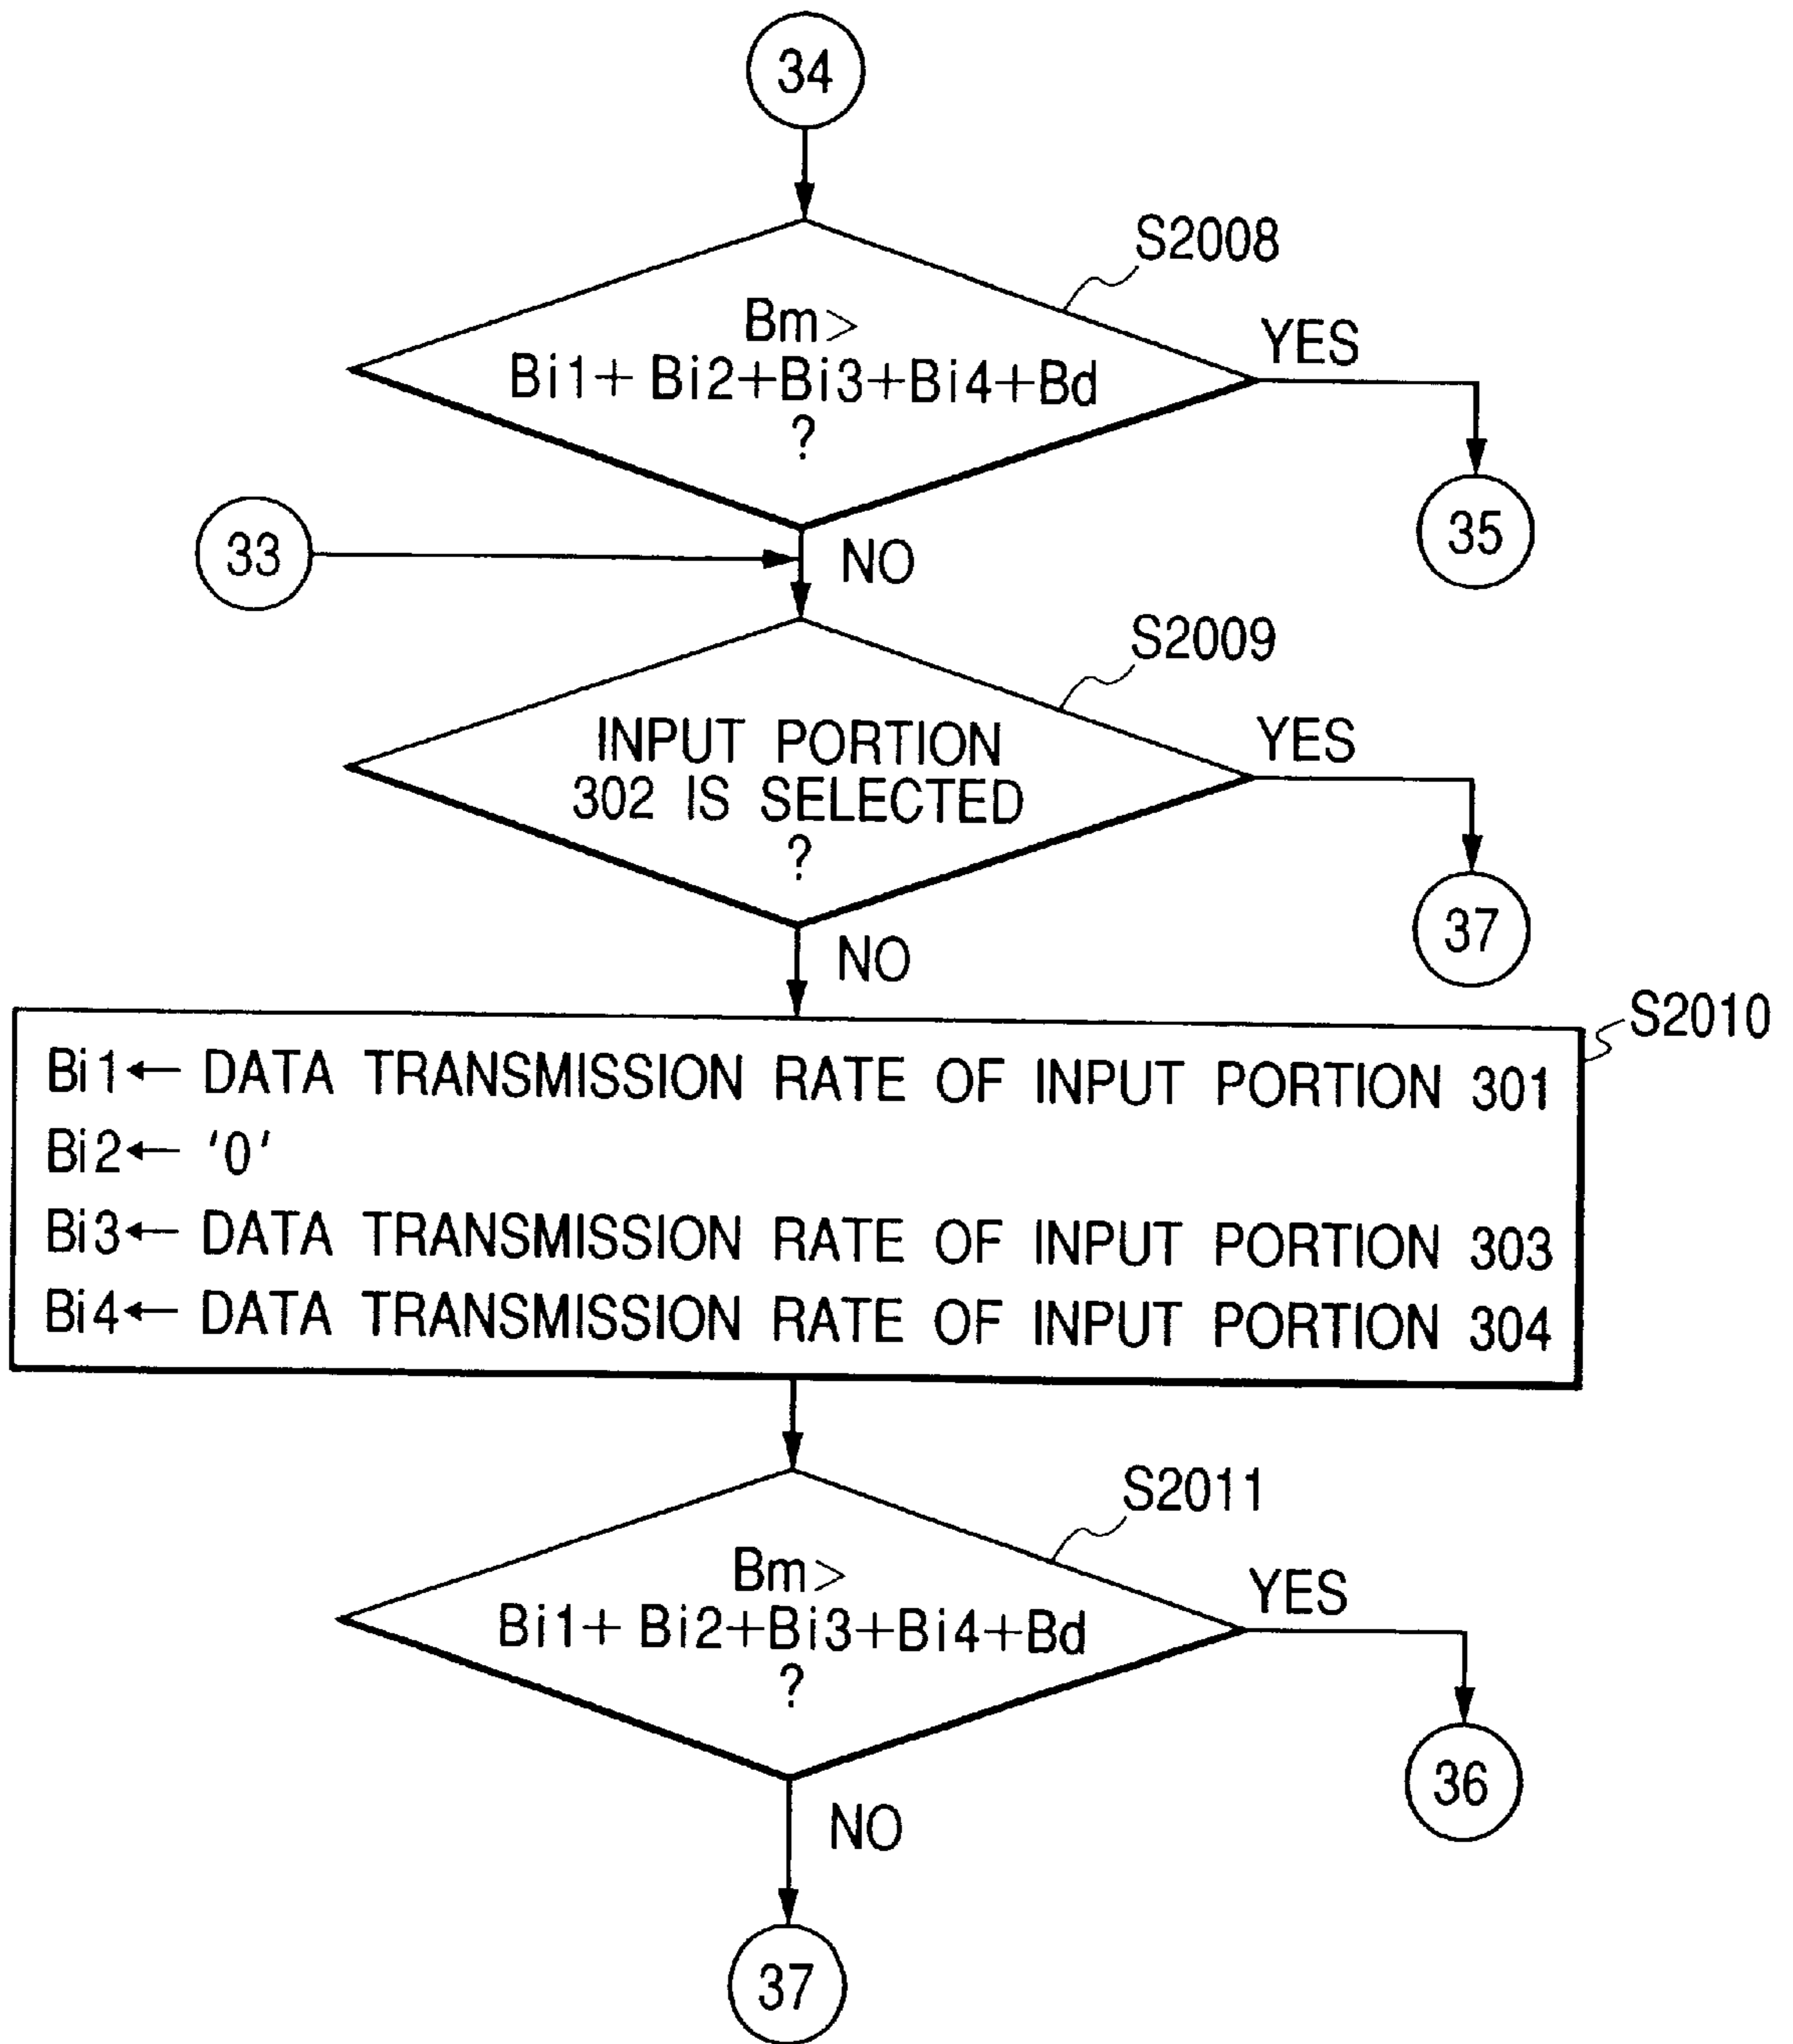 34
S2008
Bm>
Bi1+ Bi2+Bi3+Bi4+Bd
?
YES
35
33
NO
S2009
INPUT PORTION
302 IS SELECTED
?
YES
37
NO
S2010
Bi1← DATA TRANSMISSION RATE OF INPUT PORTION 301
Bi2← '0'
Bi3← DATA TRANSMISSION RATE OF INPUT PORTION 303
Bi4← DATA TRANSMISSION RATE OF INPUT PORTION 304
S2011
Bm>
Bi1+ Bi2+Bi3+Bi4+Bd
?
YES
36
NO
37